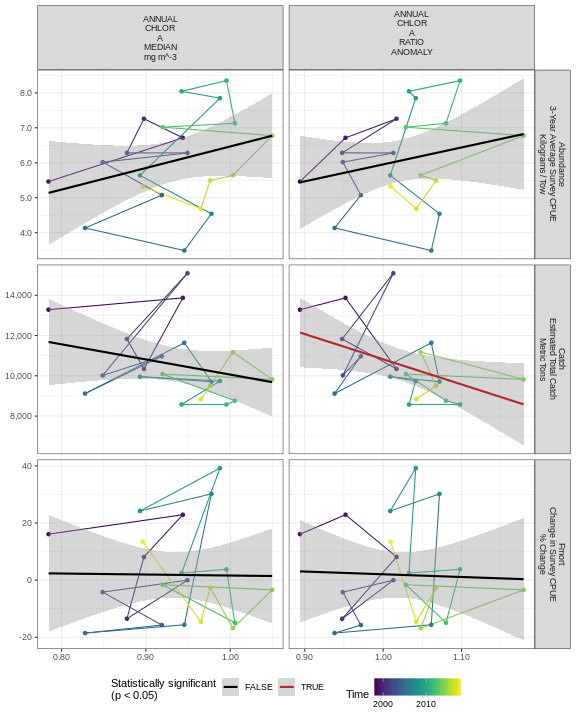 ANNUAL
CHLOR
A
MEDIAN
mg m^-3
ANNUAL
CHLOR
A
RATIO
ANOMALY
8.0
7.0
6.0
5.0
4.0
Abundance
3-Year Average Survey CPUE
Kilograms / Tow
14,000
12,000
10,000
8,000
Catch
Estimated Total Catch
Metric Tons
40
20
0
-20
Fmort
Change in Survey CPUE
% Change
0.80
0.90
1.00
0.90
1.00
1.10
Statistically significant
(p < 0.05)
FALSE
TRUE
Time
2000
2010